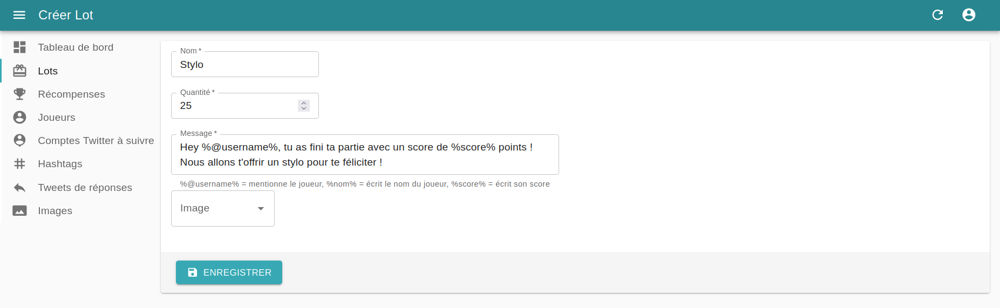 Créer Lot
Tableau de bord
Lots
Récompenses
Joueurs
Comptes Twitter à suivre
Hashtags
Tweets de réponses
Images
Nom *
Stylo
Quantité *
25
Message *
Hey %@username%, tu as fini ta partie avec un score de %score% points !
Nous allons t'offrir un stylo pour te féliciter !
%@username% = mentionne le joueur, %nom% = écrit le nom du joueur, %score% = écrit son score
Image
ENREGISTRER